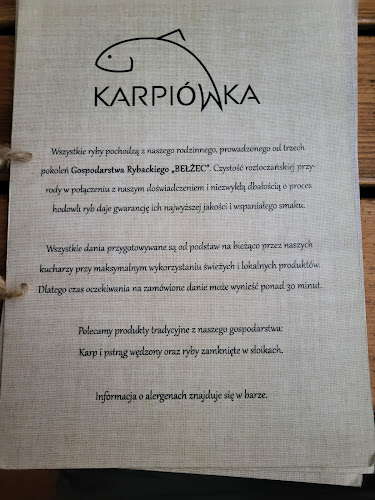 KARPIÓWKA
Wszystkie ryby pochodzą z naszego rodzinnego, prowadzonego od trzech
pokoleń Gospodarstwa Rybackiego „BEŁŻEC”. Czystość roztoczańskiej przy-
rody w połączeniu z naszym doświadczeniem i niezwykłą dbałością o proces
hodowli ryb daje gwarancję ich najwyższej jakości i wspaniałego smaku.
Wszystkie dania przygotowywane są od podstaw na bieżąco przez naszych
kucharzy przy maksymalnym wykorzystaniu świeżych i lokalnych produktów.
Dlatego czas oczekiwania na zamówione danie może wynieść ponad 30 minut.
Polecamy produkty tradycyjne z naszego gospodarstwa:
Karp i pstrąg wędzony oraz ryby zamknięte w słoikach.
Informacja o alergenach znajduje się w barze.